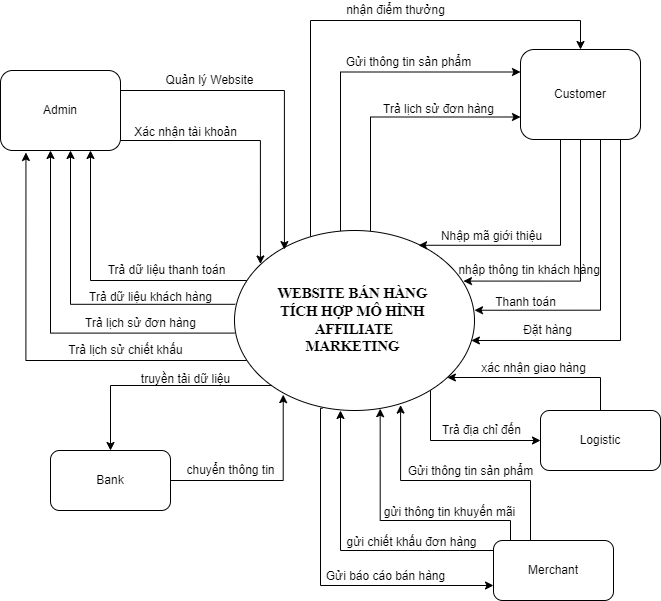 nhận điểm thưởng
Gửi thông tin sản phẩm
Quản lý Website
Customer
Admin
Trả lịch sử đơn hàng
Xác nhận tài khoản
Nhập mã giới thiệu
Trả dữ liệu thanh toán
nhập thông tin khách hàng
WEBSITE BÁN HÀNG
TÍCH HỢP MÔ HÌNH
AFFILIATE
MARKETING
Trả dữ liệu khách hàng
Thanh toán
Trả lịch sử đơn hàng
Đặt hàng
Trả lịch sử chiết khấu
xác nhận giao hàng
truyền tải dữ liệu
Trả địa chỉ đến
Logistic
chuyển thông tin
Gửi thông tin sản phẩm
Bank
gửi thông tin khuyến mãi
gửi chiết khấu đơn hàng
Merchant
Gửi báo cáo bán hàng